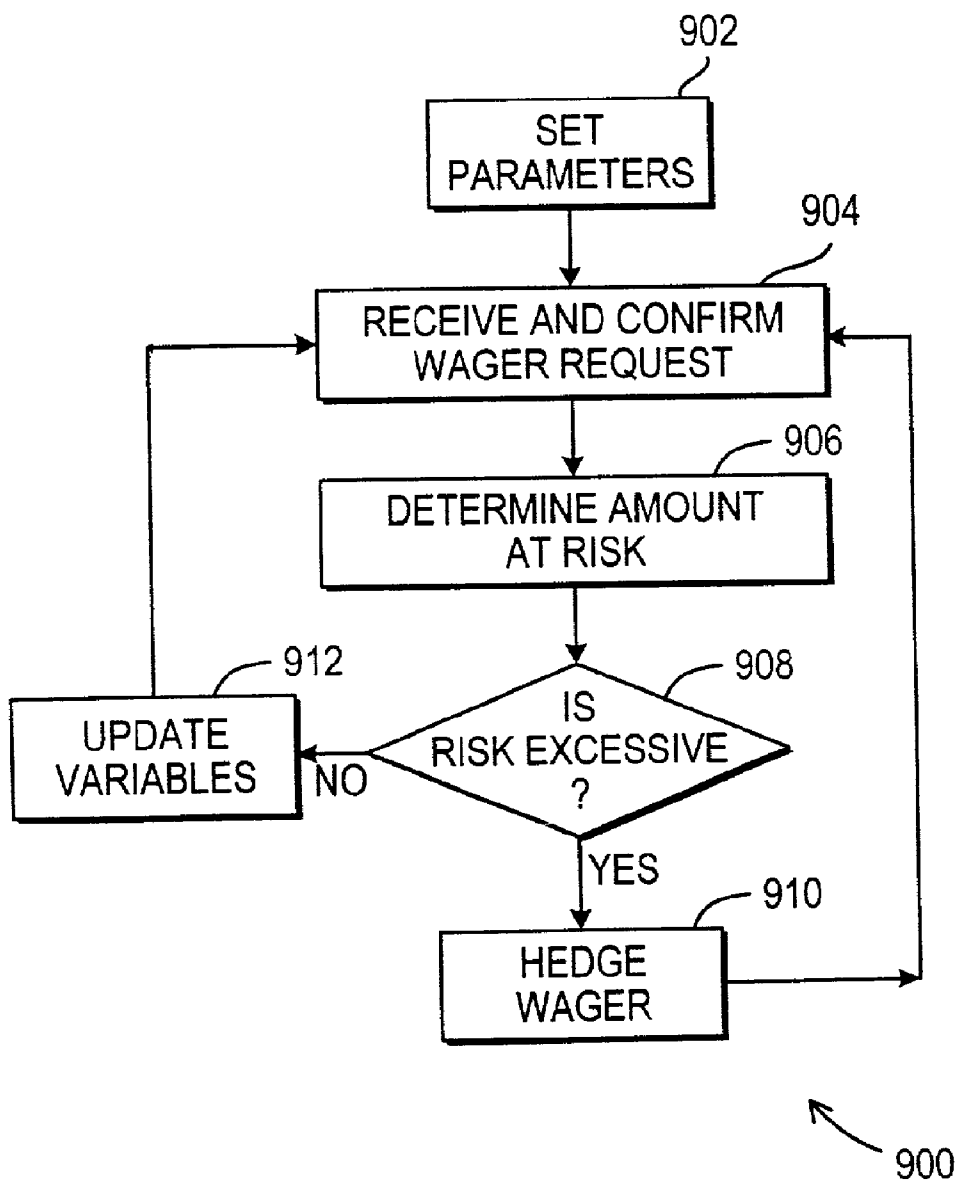 902
SET
PARAMETERS
904
RECEIVE AND CONFIRM
WAGER REQUEST
906
DETERMINE AMOUNT
AT RISK
908
IS
RISK EXCESSIVE
?
912
UPDATE
VARIABLES
NO
YES
910
HEDGE
WAGER
900